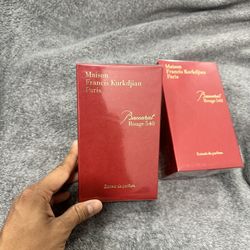 Maison
Francis Kurkdjian
Paris
Baccarat
Rouge 540
Extrait de parfum
Maison
Francis Kurkdjian
Paris
Baccarat
Rouge 540
Extrait de parfum